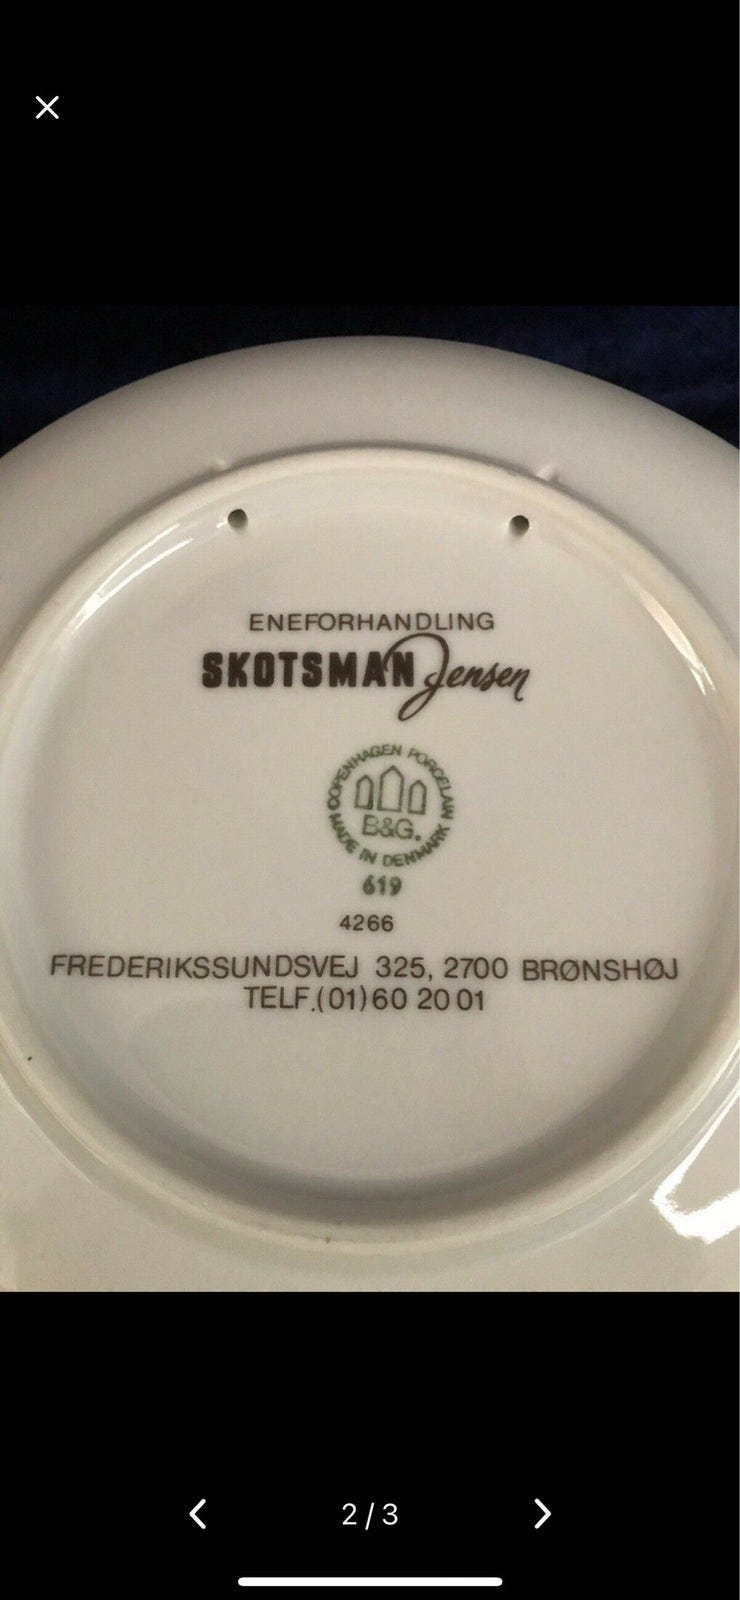 ENEFORHANDLING
SKOTSMAN Jensen
COPENHAGEN PORCELAIN
B&G.
MADE IN DENMARK
619
4266
FREDERIKSSUNDSVEJ 325, 2700 BRØNSHØJ
TELF.(01)60 20 01
2 / 3